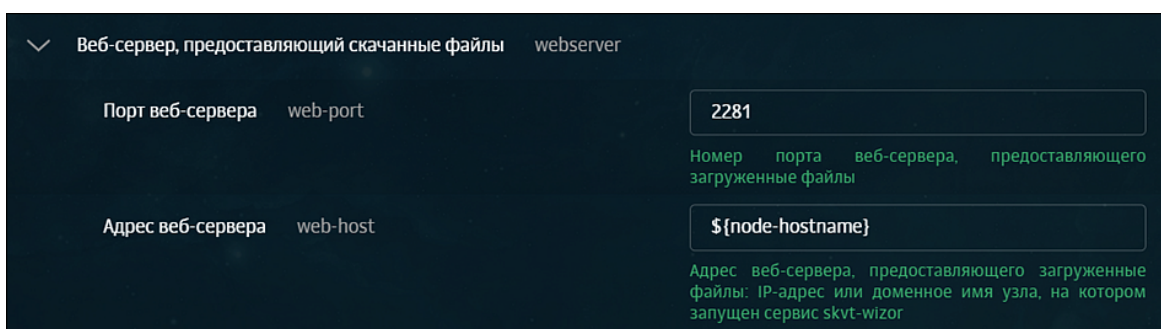 Веб-сервер, предоставляющий скачанные файлы webserver
Порт веб-сервера web-port 2281
Номер порта веб-сервера, предоставляющего
загруженные файлы
Адрес веб-сервера web-host ${node-hostname}
Адрес веб-сервера, предоставляющего загруженные
файлы: IP-адрес или доменное имя узла, на котором
запущен сервис skvt-wizor